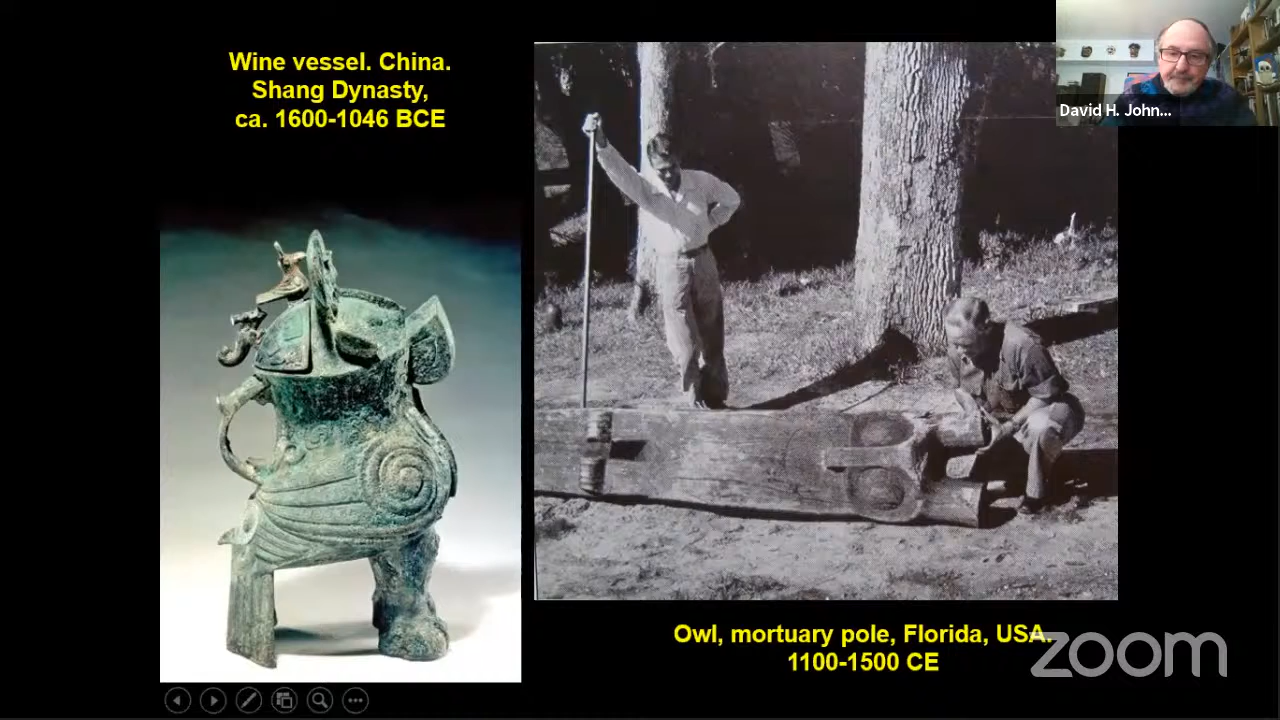 Wine vessel. China.
Shang Dynasty,
ca. 1600-1046 BCE
David H. John...
Owl, mortuary pole, Florida, USA.
1100-1500 CE
zoom